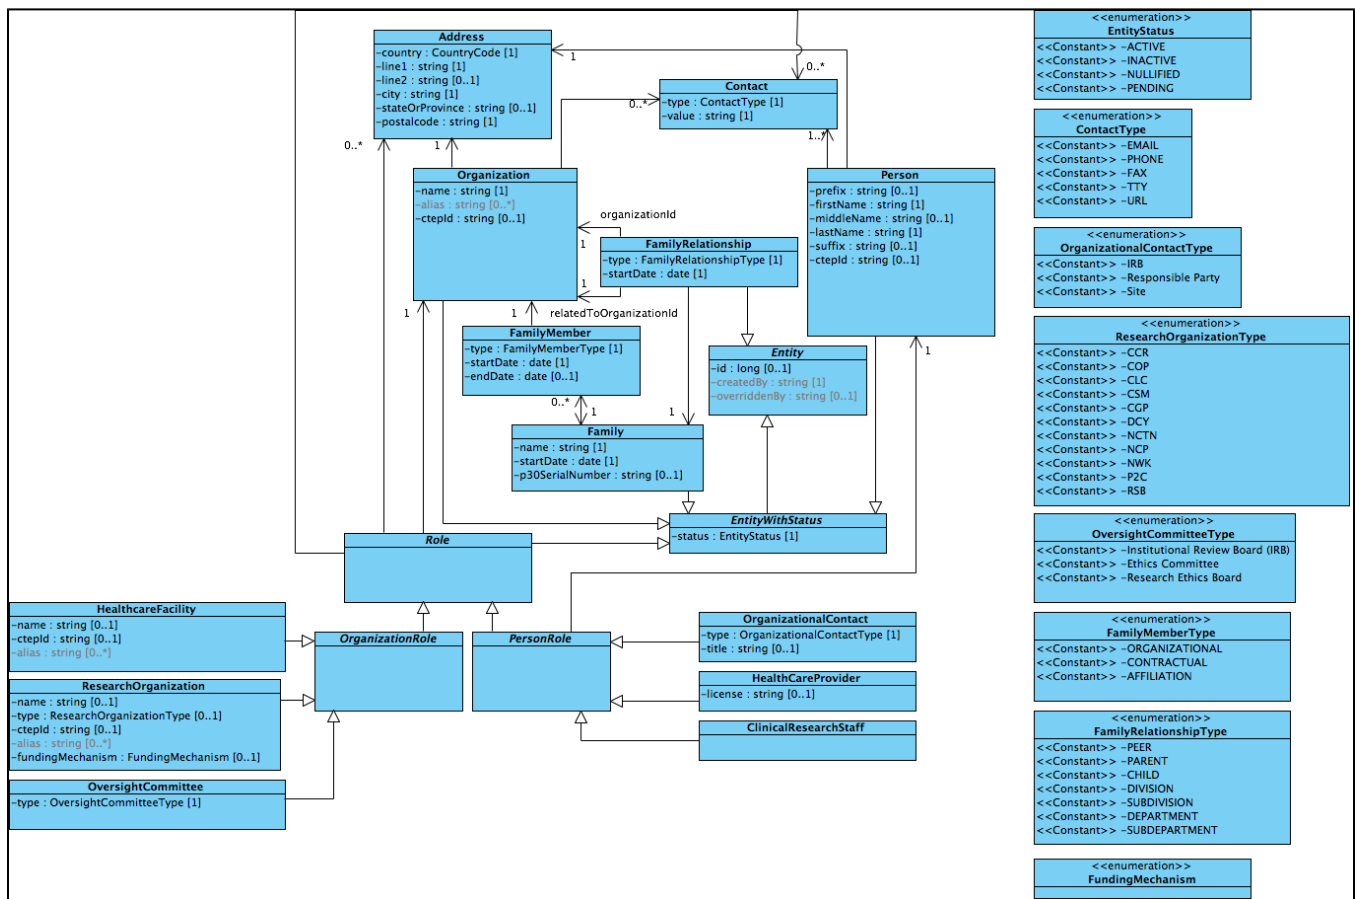 Address
-country : CountryCode [1]
-line1 : string [1]
-line2 : string [0..1]
-city : string [1]
-stateOrProvince : string [0..1]
-postalcode : string [1]
1
0..*
Contact
-type : ContactType [1]
-value : string [1]
0..*
1..*
0..*
1
Organization
-name : string [1]
-alias : string [0..*]
-ctepId : string [0..1]
Person
-prefix : string [0..1]
-firstName : string [1]
-middleName : string [0..1]
-lastName : string [1]
-suffix : string [0..1]
-ctepId : string [0..1]
organizationId
1
FamilyRelationship
-type : FamilyRelationshipType [1]
-startDate : date [1]
1
relatedToOrganizationId
1
1
FamilyMember
-type : FamilyMemberType [1]
-startDate : date [1]
-endDate : date [0..1]
Entity
-id : long [0..1]
-createdBy : string [1]
-overriddenBy : string [0..1]
1
0..*
1
1
Family
-name : string [1]
-startDate : date [1]
-p30SerialNumber : string [0..1]
EntityWithStatus
-status : EntityStatus [1]
Role
HealthcareFacility
-name : string [0..1]
-ctepId : string [0..1]
-alias : string [0..*]
OrganizationRole
PersonRole
OrganizationalContact
-type : OrganizationalContactType [1]
-title : string [0..1]
ResearchOrganization
-name : string [0..1]
-type : ResearchOrganizationType [0..1]
-ctepId : string [0..1]
-alias : string [0..*]
-fundingMechanism : FundingMechanism [0..1]
HealthCareProvider
-license : string [0..1]
ClinicalResearchStaff
OversightCommittee
-type : OversightCommitteeType [1]
<<enumeration>>
EntityStatus
<<Constant>> -ACTIVE
<<Constant>> -INACTIVE
<<Constant>> -NULLIFIED
<<Constant>> -PENDING
<<enumeration>>
ContactType
<<Constant>> -EMAIL
<<Constant>> -PHONE
<<Constant>> -FAX
<<Constant>> -TTY
<<Constant>> -URL
<<enumeration>>
OrganizationalContactType
<<Constant>> -IRB
<<Constant>> -Responsible Party
<<Constant>> -Site
<<enumeration>>
ResearchOrganizationType
<<Constant>> -CCR
<<Constant>> -COP
<<Constant>> -CLC
<<Constant>> -CSM
<<Constant>> -CGP
<<Constant>> -DCY
<<Constant>> -NCTN
<<Constant>> -NCP
<<Constant>> -NWK
<<Constant>> -P2C
<<Constant>> -RSB
<<enumeration>>
OversightCommitteeType
<<Constant>> -Institutional Review Board (IRB)
<<Constant>> -Ethics Committee
<<Constant>> -Research Ethics Board
<<enumeration>>
FamilyMemberType
<<Constant>> -ORGANIZATIONAL
<<Constant>> -CONTRACTUAL
<<Constant>> -AFFILIATION
<<enumeration>>
FamilyRelationshipType
<<Constant>> -PEER
<<Constant>> -PARENT
<<Constant>> -CHILD
<<Constant>> -DIVISION
<<Constant>> -SUBDIVISION
<<Constant>> -DEPARTMENT
<<Constant>> -SUBDEPARTMENT
<<enumeration>>
FundingMechanism